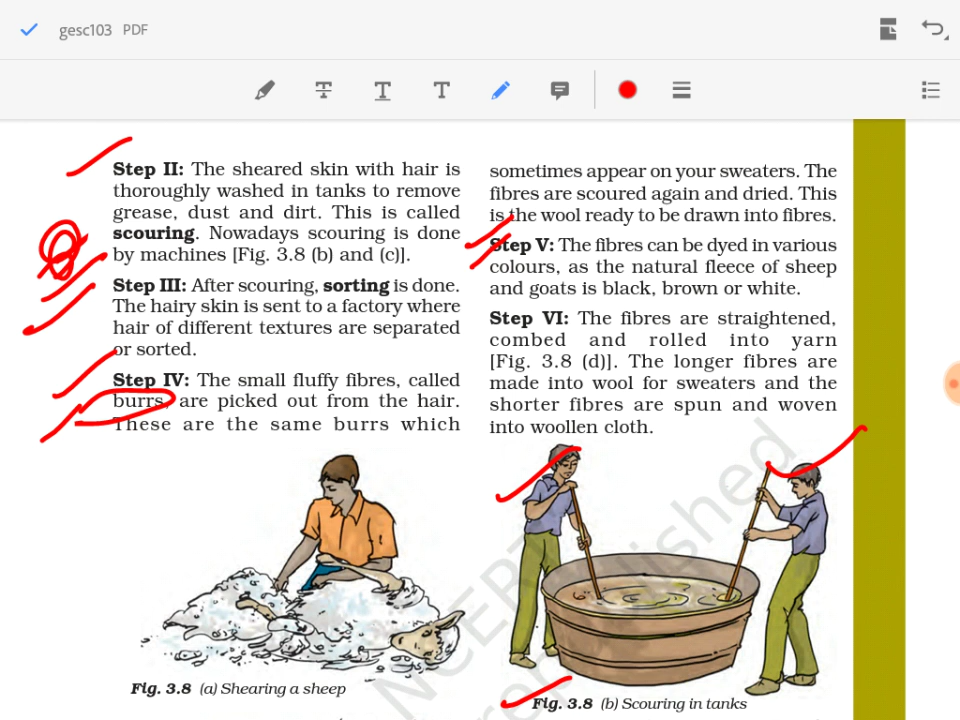 gesc103 PDF
Step II: The sheared skin with hair is
thoroughly washed in tanks to remove
grease, dust and dirt. This is called
scouring. Nowadays scouring is done
by machines [Fig. 3.8 (b) and (c)].
Step III: After scouring, sorting is done.
The hairy skin is sent to a factory where
hair of different textures are separated
or sorted.
Step IV: The small fluffy fibres, called
burrs, are picked out from the hair.
These are the same burrs which
sometimes appear on your sweaters. The
fibres are scoured again and dried. This
is the wool ready to be drawn into fibres.
Step V: The fibres can be dyed in various
colours, as the natural fleece of sheep
and goats is black, brown or white.
Step VI: The fibres are straightened,
combed and rolled into yarn
[Fig. 3.8 (d)]. The longer fibres are
made into wool for sweaters and the
shorter fibres are spun and woven
into woollen cloth.
Fig. 3.8 (a) Shearing a sheep
Fig. 3.8 (b) Scouring in tanks